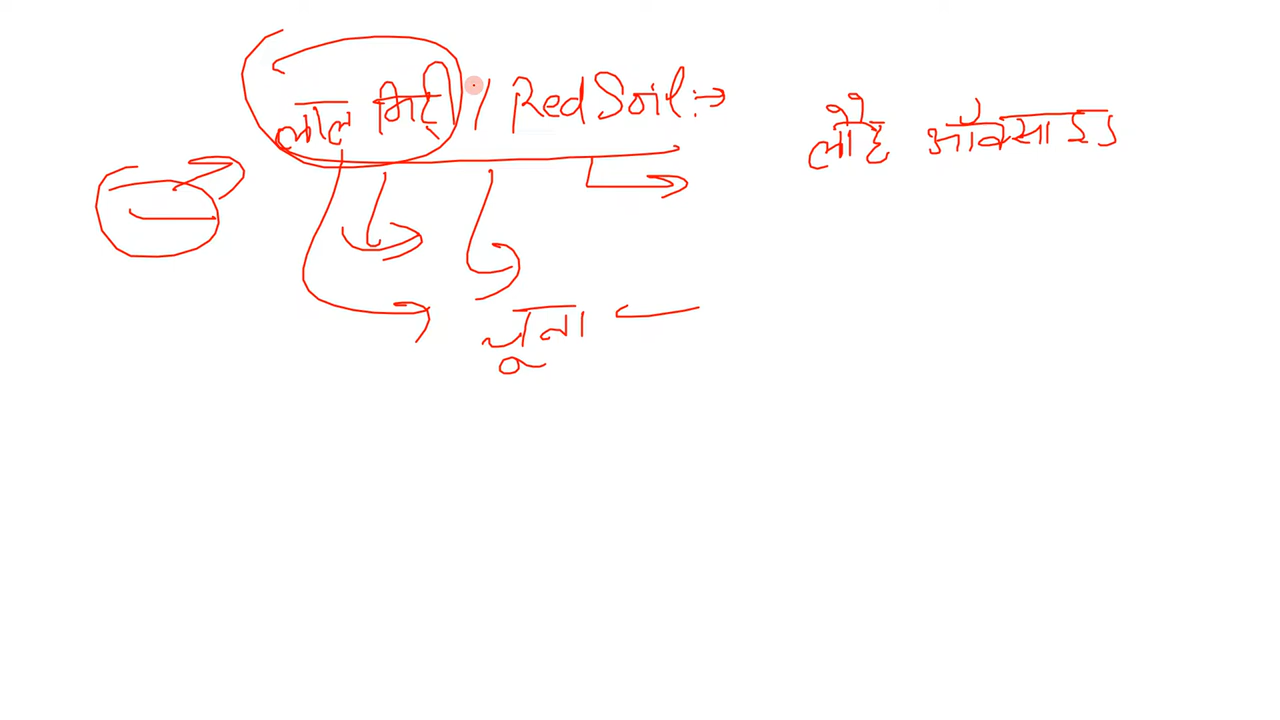 लाल मिट्टी / Red Soil :→ लौह ऑक्साइड
चूना